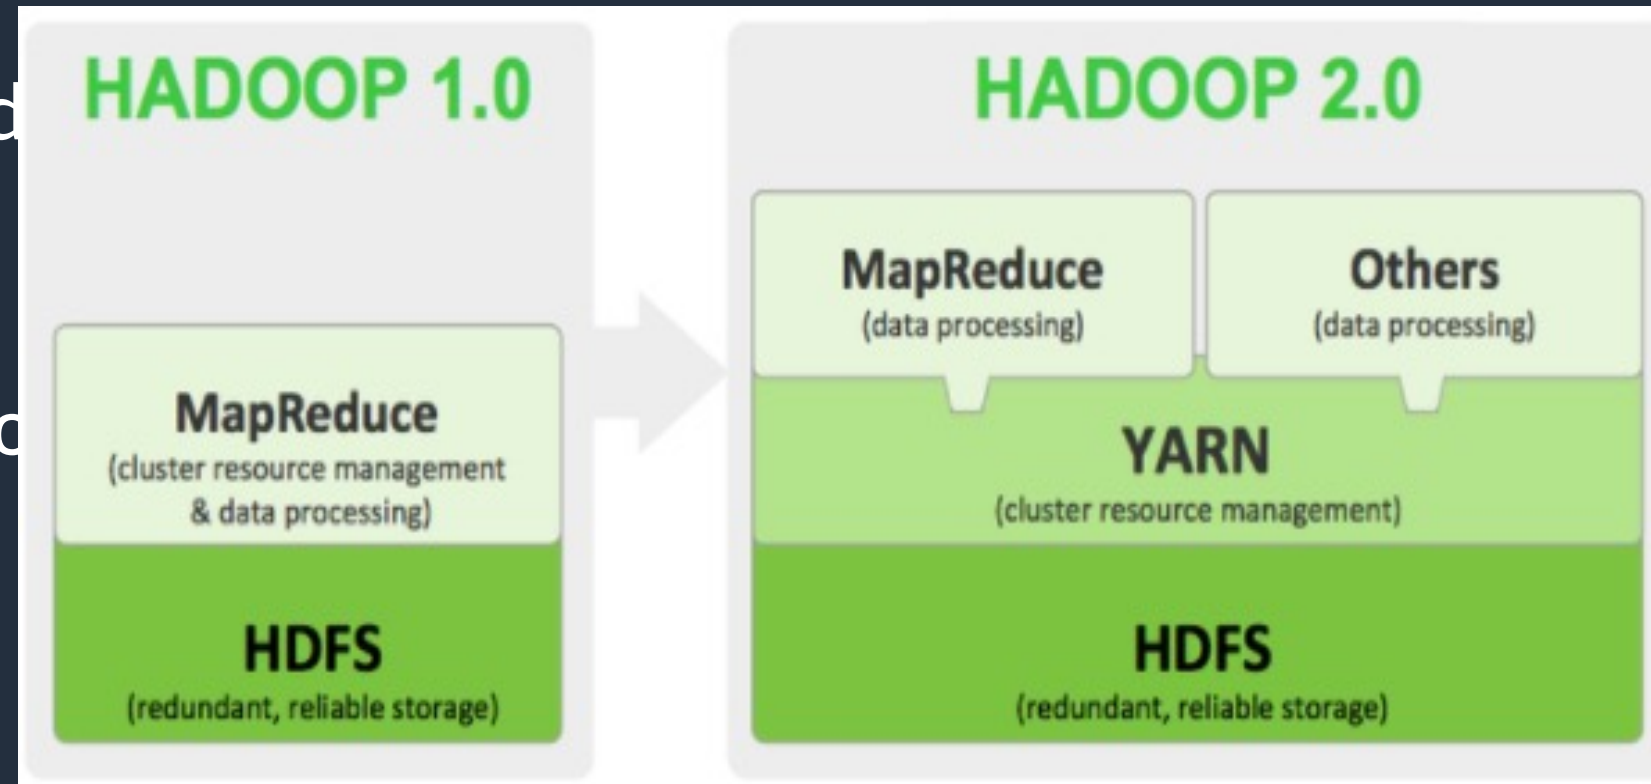 d
HADOOP 1.0
MapReduce
(cluster resource management
& data processing)
HDFS
(redundant, reliable storage)
HADOOP 2.0
MapReduce
(data processing)
Others
(data processing)
YARN
(cluster resource management)
HDFS
(redundant, reliable storage)